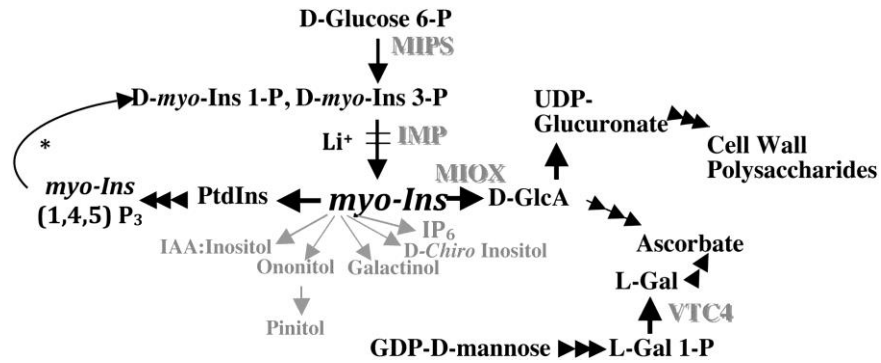 D-Glucose 6-P
MIPS
D-myo-Ins 1-P, D-myo-Ins 3-P
UDP-
Glucuronate
Cell Wall
Polysaccharides
*
Li⁺
IMP
MIOX
myo-Ins
(1,4,5) P₃
PtdIns
myo-Ins
D-GlcA
IP₆
IAA:Inositol
D-Chiro Inositol
Ononitol
Galactinol
Ascorbate
L-Gal
VTC4
Pinitol
GDP-D-mannose
L-Gal 1-P